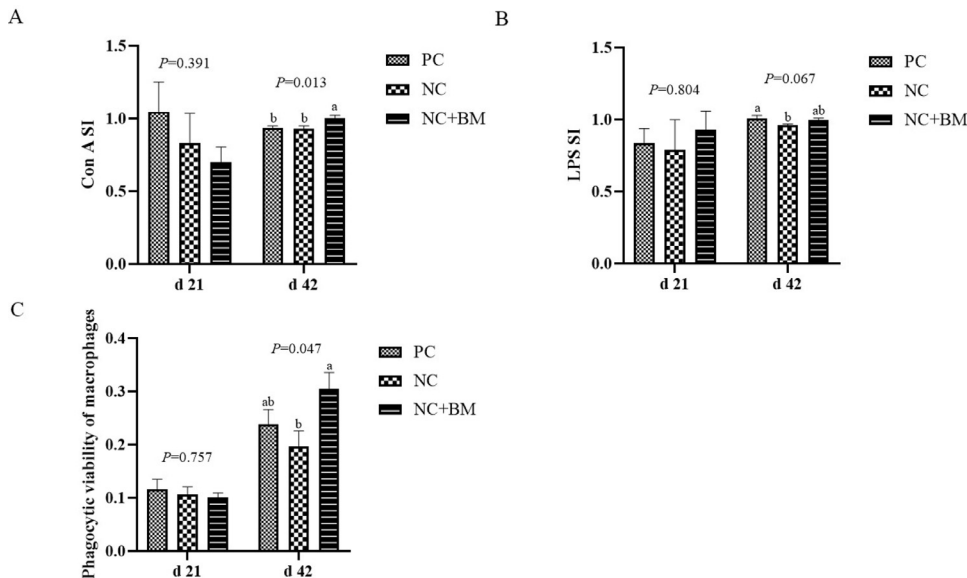 A
1.5
1.0
0.5
0.0
Con A SI
P=0.391
P=0.013
b
b
a
d 21
d 42
PC
NC
NC+BM
B
1.5
1.0
0.5
0.0
LPS SI
P=0.804
P=0.067
a
b
ab
d 21
d 42
PC
NC
NC+BM
C
0.4
0.3
0.2
0.1
0.0
Phagocytic viability of macrophages
P=0.757
P=0.047
ab
b
a
d 21
d 42
PC
NC
NC+BM